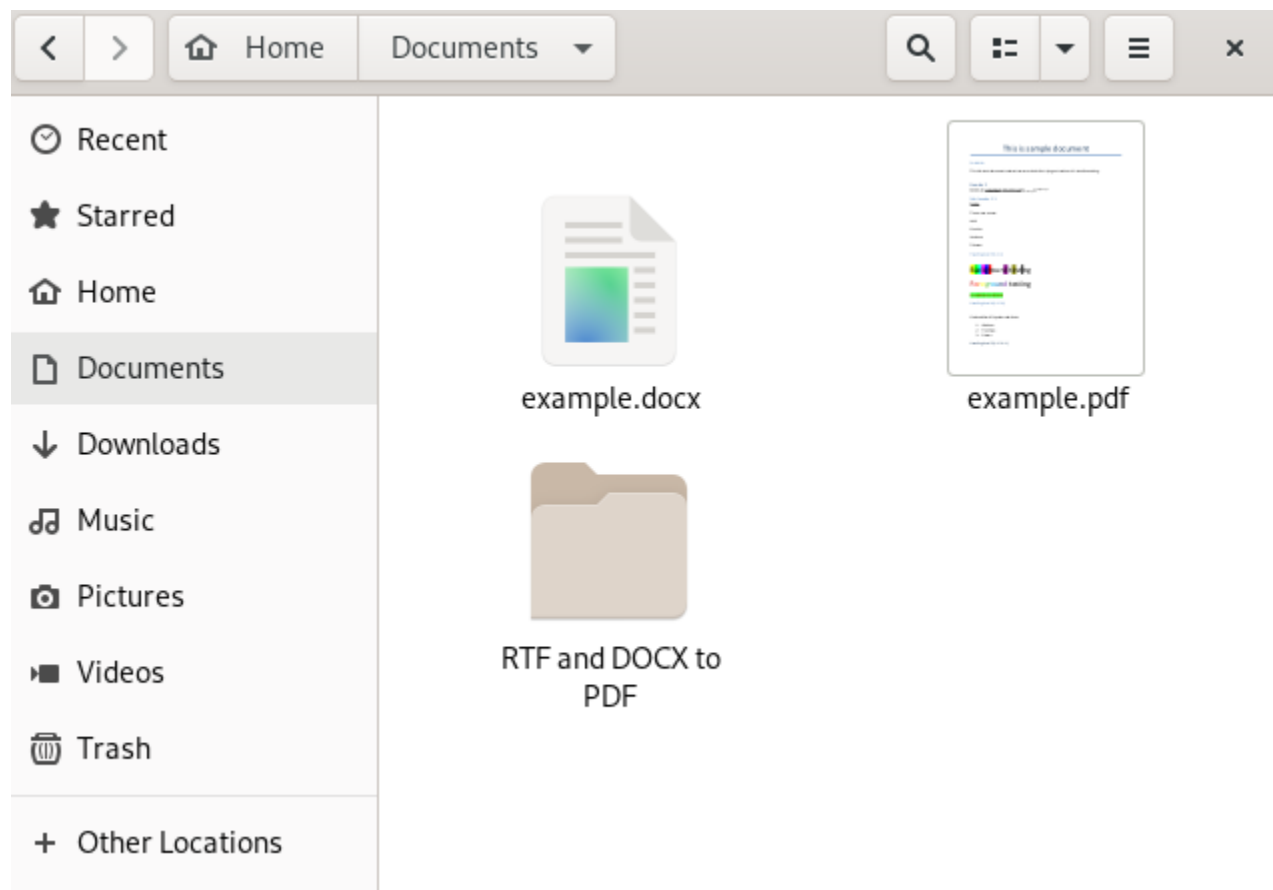 Home
Documents
Recent
Starred
Home
Documents
Downloads
Music
Pictures
Videos
Trash
Other Locations
This is sample document
example.docx
example.pdf
RTF and DOCX to
PDF